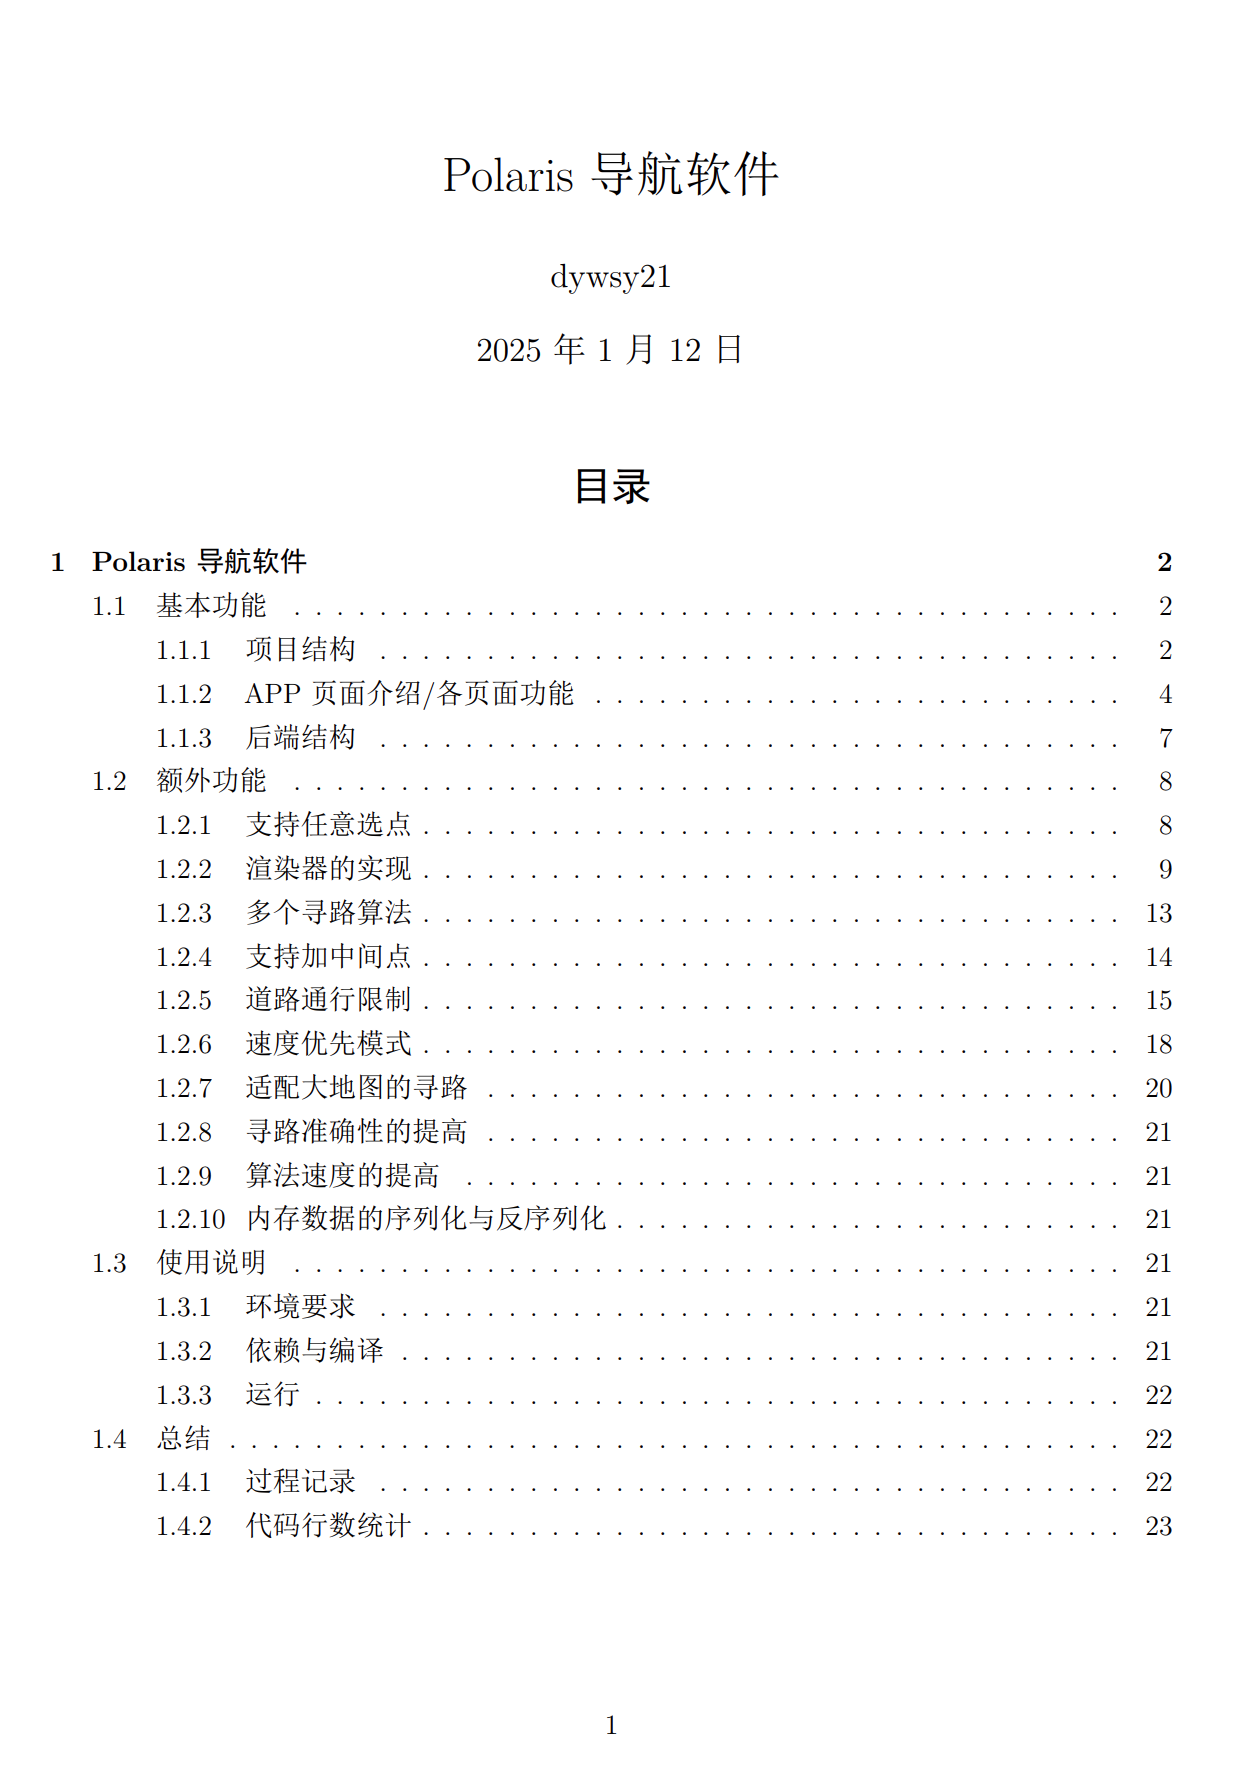 Polaris 导航软件
dywsy21
2025 年 1 月 12 日
目录
1 Polaris 导航软件 2
1.1 基本功能 . . . . . . . . . . . . . . . . . . . . . . . . . . . . . . . . . . . . . . . 2
1.1.1 项目结构 . . . . . . . . . . . . . . . . . . . . . . . . . . . . . . . . . . . 2
1.1.2 APP 页面介绍/各页面功能 . . . . . . . . . . . . . . . . . . . . . . . . . 4
1.1.3 后端结构 . . . . . . . . . . . . . . . . . . . . . . . . . . . . . . . . . . . 7
1.2 额外功能 . . . . . . . . . . . . . . . . . . . . . . . . . . . . . . . . . . . . . . . 8
1.2.1 支持任意选点 . . . . . . . . . . . . . . . . . . . . . . . . . . . . . . . . . 8
1.2.2 渲染器的实现 . . . . . . . . . . . . . . . . . . . . . . . . . . . . . . . . . 9
1.2.3 多个寻路算法 . . . . . . . . . . . . . . . . . . . . . . . . . . . . . . . . . 13
1.2.4 支持加中间点 . . . . . . . . . . . . . . . . . . . . . . . . . . . . . . . . . 14
1.2.5 道路通行限制 . . . . . . . . . . . . . . . . . . . . . . . . . . . . . . . . . 15
1.2.6 速度优先模式 . . . . . . . . . . . . . . . . . . . . . . . . . . . . . . . . . 18
1.2.7 适配大地图的寻路 . . . . . . . . . . . . . . . . . . . . . . . . . . . . . . 20
1.2.8 寻路准确性的提高 . . . . . . . . . . . . . . . . . . . . . . . . . . . . . . 21
1.2.9 算法速度的提高 . . . . . . . . . . . . . . . . . . . . . . . . . . . . . . . 21
1.2.10 内存数据的序列化与反序列化 . . . . . . . . . . . . . . . . . . . . . . . . 21
1.3 使用说明 . . . . . . . . . . . . . . . . . . . . . . . . . . . . . . . . . . . . . . . 21
1.3.1 环境要求 . . . . . . . . . . . . . . . . . . . . . . . . . . . . . . . . . . . 21
1.3.2 依赖与编译 . . . . . . . . . . . . . . . . . . . . . . . . . . . . . . . . . . 21
1.3.3 运行 . . . . . . . . . . . . . . . . . . . . . . . . . . . . . . . . . . . . . . 22
1.4 总结 . . . . . . . . . . . . . . . . . . . . . . . . . . . . . . . . . . . . . . . . . . 22
1.4.1 过程记录 . . . . . . . . . . . . . . . . . . . . . . . . . . . . . . . . . . . 22
1.4.2 代码行数统计 . . . . . . . . . . . . . . . . . . . . . . . . . . . . . . . . . 23
1